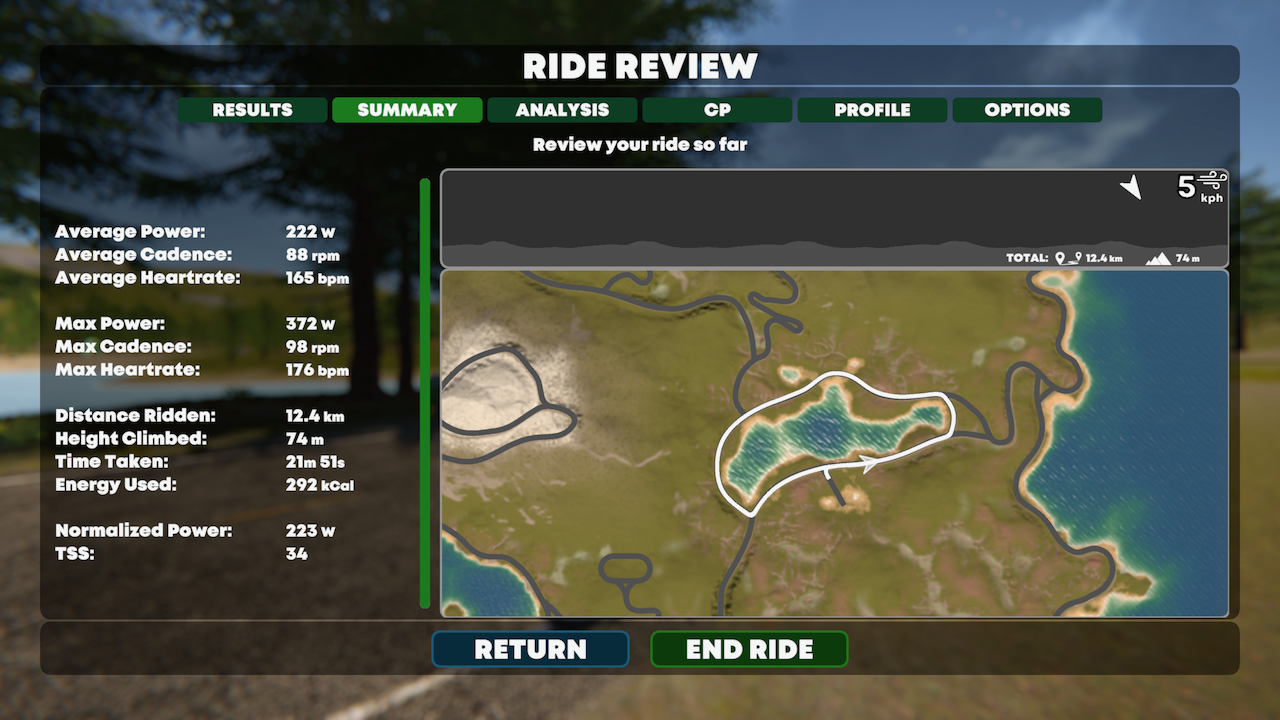 RIDE REVIEW
RESULTS SUMMARY ANALYSIS CP PROFILE OPTIONS
Review your ride so far
5 kph
TOTAL: 12.4 km 74 m
Average Power: 222 w
Average Cadence: 88 rpm
Average Heartrate: 165 bpm
Max Power: 372 w
Max Cadence: 98 rpm
Max Heartrate: 176 bpm
Distance Ridden: 12.4 km
Height Climbed: 74 m
Time Taken: 21m 51s
Energy Used: 292 kCal
Normalized Power: 223 w
TSS: 34
RETURN END RIDE